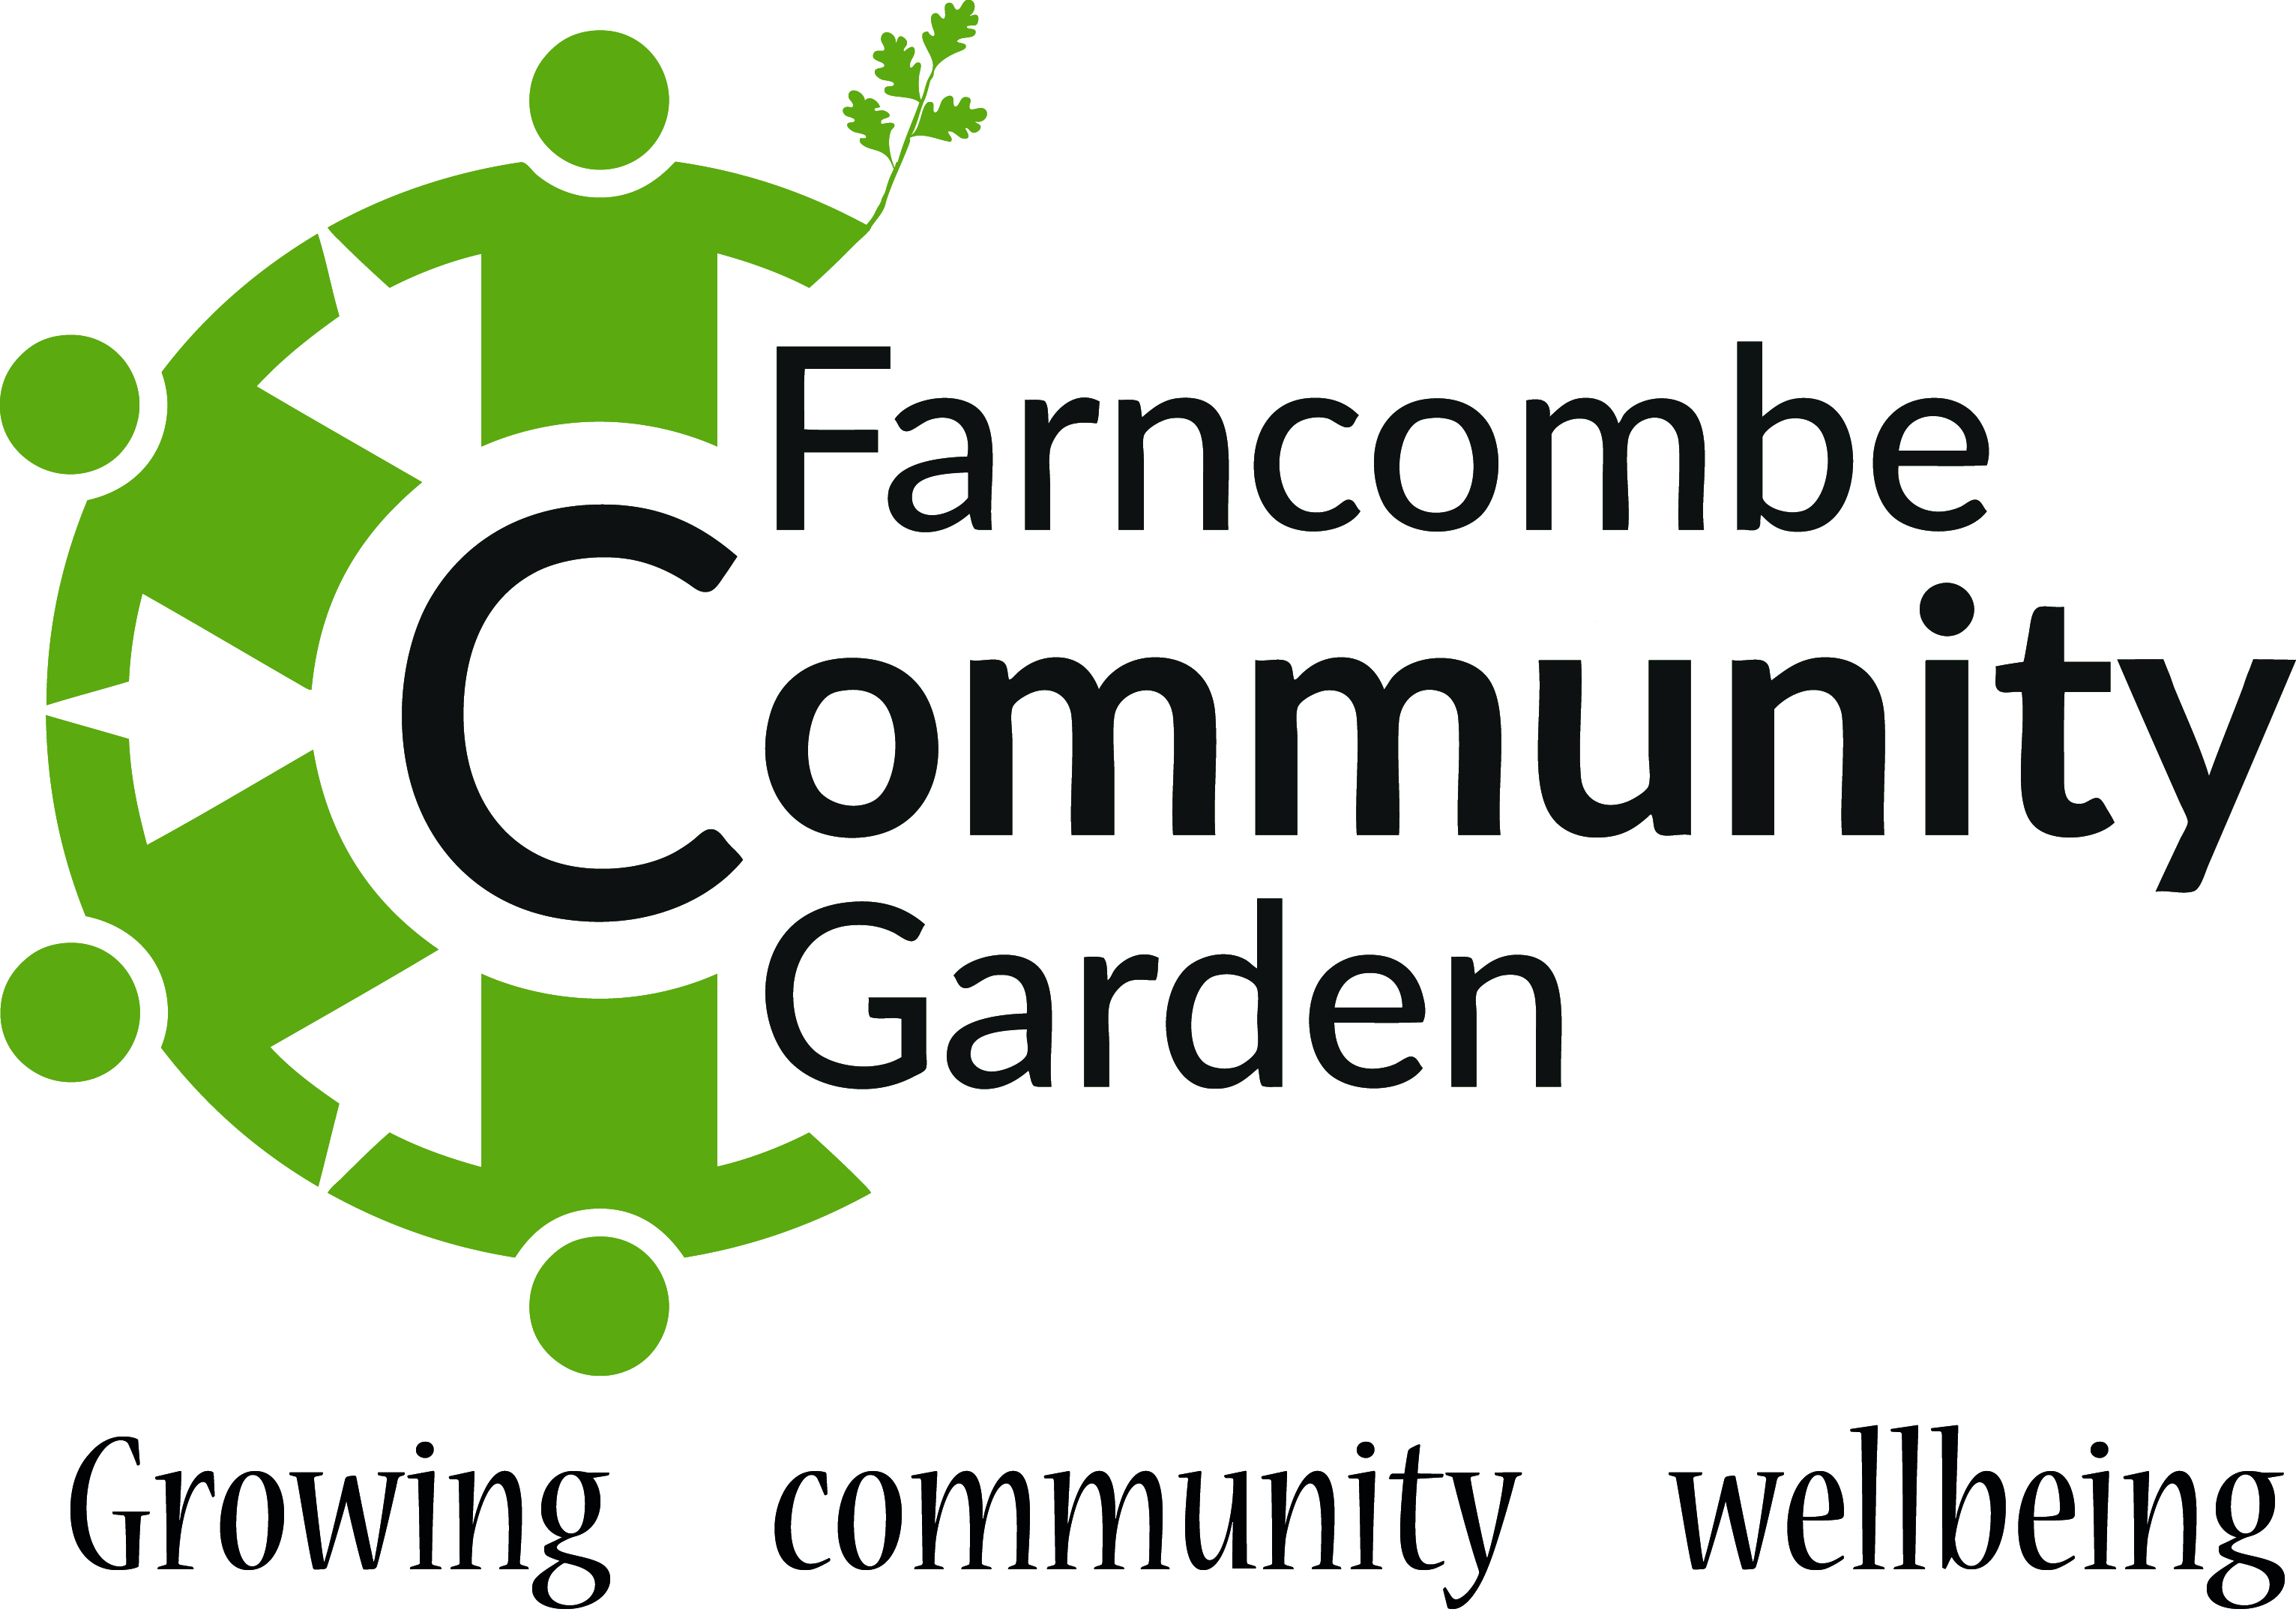 Farncombe
Community
Garden
Growing community wellbeing